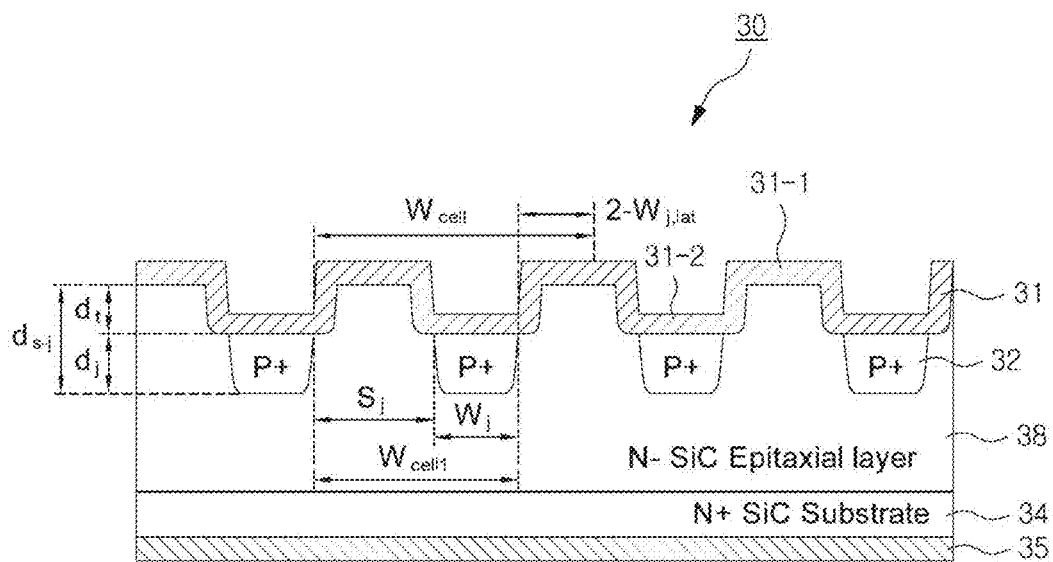 30
31-1
W cell
2-W j,lat
31-2
31
d t
d s-j
d j
P+
P+
P+
P+
32
S j
W j
38
W cell1
N- SiC Epitaxial layer
N+ SiC Substrate
34
35